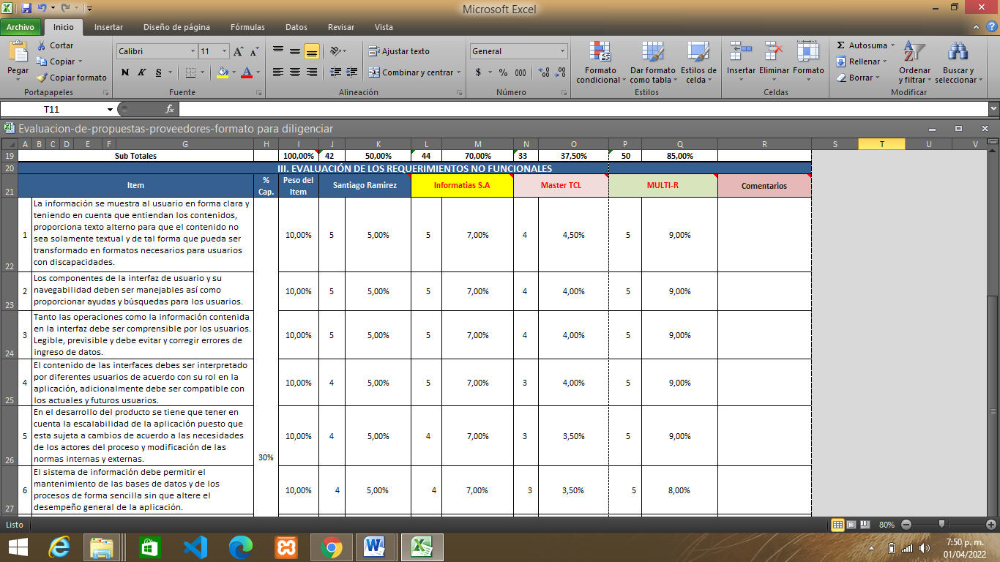 Microsoft Excel
Archivo Inicio Insertar Diseño de página Fórmulas Datos Revisar Vista
Pegar
Cortar
Copiar
Copiar formato
Portapapeles
Calibri 11
N K S
Fuente
Ajustar texto
Combinar y centrar
Alineación
General
$ % 000
Número
Formato condicional
Dar formato como tabla
Estilos de celda
Estilos
Insertar Eliminar Formato
Celdas
Autosuma
Rellenar
Borrar
Ordenar y filtrar
Buscar y seleccionar
Modificar
T11 fx
Evaluacion-de-propuestas-proveedores-formato para diligenciar
A B C D E F G H I J K L M N O P Q R S T U V
19 Sub Totales 100,00% 42 50,00% 44 70,00% 33 37,50% 50 85,00%
20 III. EVALUACIÓN DE LOS REQUERIMIENTOS NO FUNCIONALES
21 Item % Cap. Peso del Item Santiago Ramirez Informatias S.A Master TCL MULTI-R Comentarios
La información se muestra al usuario en forma clara y
teniendo en cuenta que entiendan los contenidos,
proporciona texto alterno para que el contenido no
1 sea solamente textual y de tal forma que pueda ser 10,00% 5 5,00% 5 7,00% 4 4,50% 5 9,00%
transformado en formatos necesarios para usuarios
con discapacidades.
22
Los componentes de la interfaz de usuario y su
2 navegabilidad deben ser manejables así como 10,00% 5 5,00% 5 7,00% 4 4,00% 5 9,00%
proporcionar ayudas y búsquedas para los usuarios.
23
Tanto las operaciones como la información contenida
en la interfaz debe ser comprensible por los usuarios.
3 Legible, previsible y debe evitar y corregir errores de 10,00% 5 5,00% 5 7,00% 4 4,00% 5 9,00%
ingreso de datos.
24
El contenido de las interfaces debes ser interpretado
por diferentes usuarios de acuerdo con su rol en la
4 aplicación, adicionalmente debe ser compatible con 10,00% 4 5,00% 5 7,00% 3 4,00% 5 9,00%
los actuales y futuros usuarios.
25
En el desarrollo del producto se tiene que tener en
cuenta la escalabilidad de la aplicación puesto que
5 esta sujeta a cambios de acuerdo a las necesidades 10,00% 4 5,00% 4 7,00% 3 3,50% 5 9,00%
de los actores del proceso y modificación de las
normas internas y externas.
26 30%
El sistema de información debe permitir el
mantenimiento de las bases de datos y de los
6 procesos de forma sencilla sin que altere el 10,00% 4 5,00% 4 7,00% 3 3,50% 5 8,00%
desempeño general de la aplicación.
27
Listo 80%
7:50 p. m.
01/04/2022